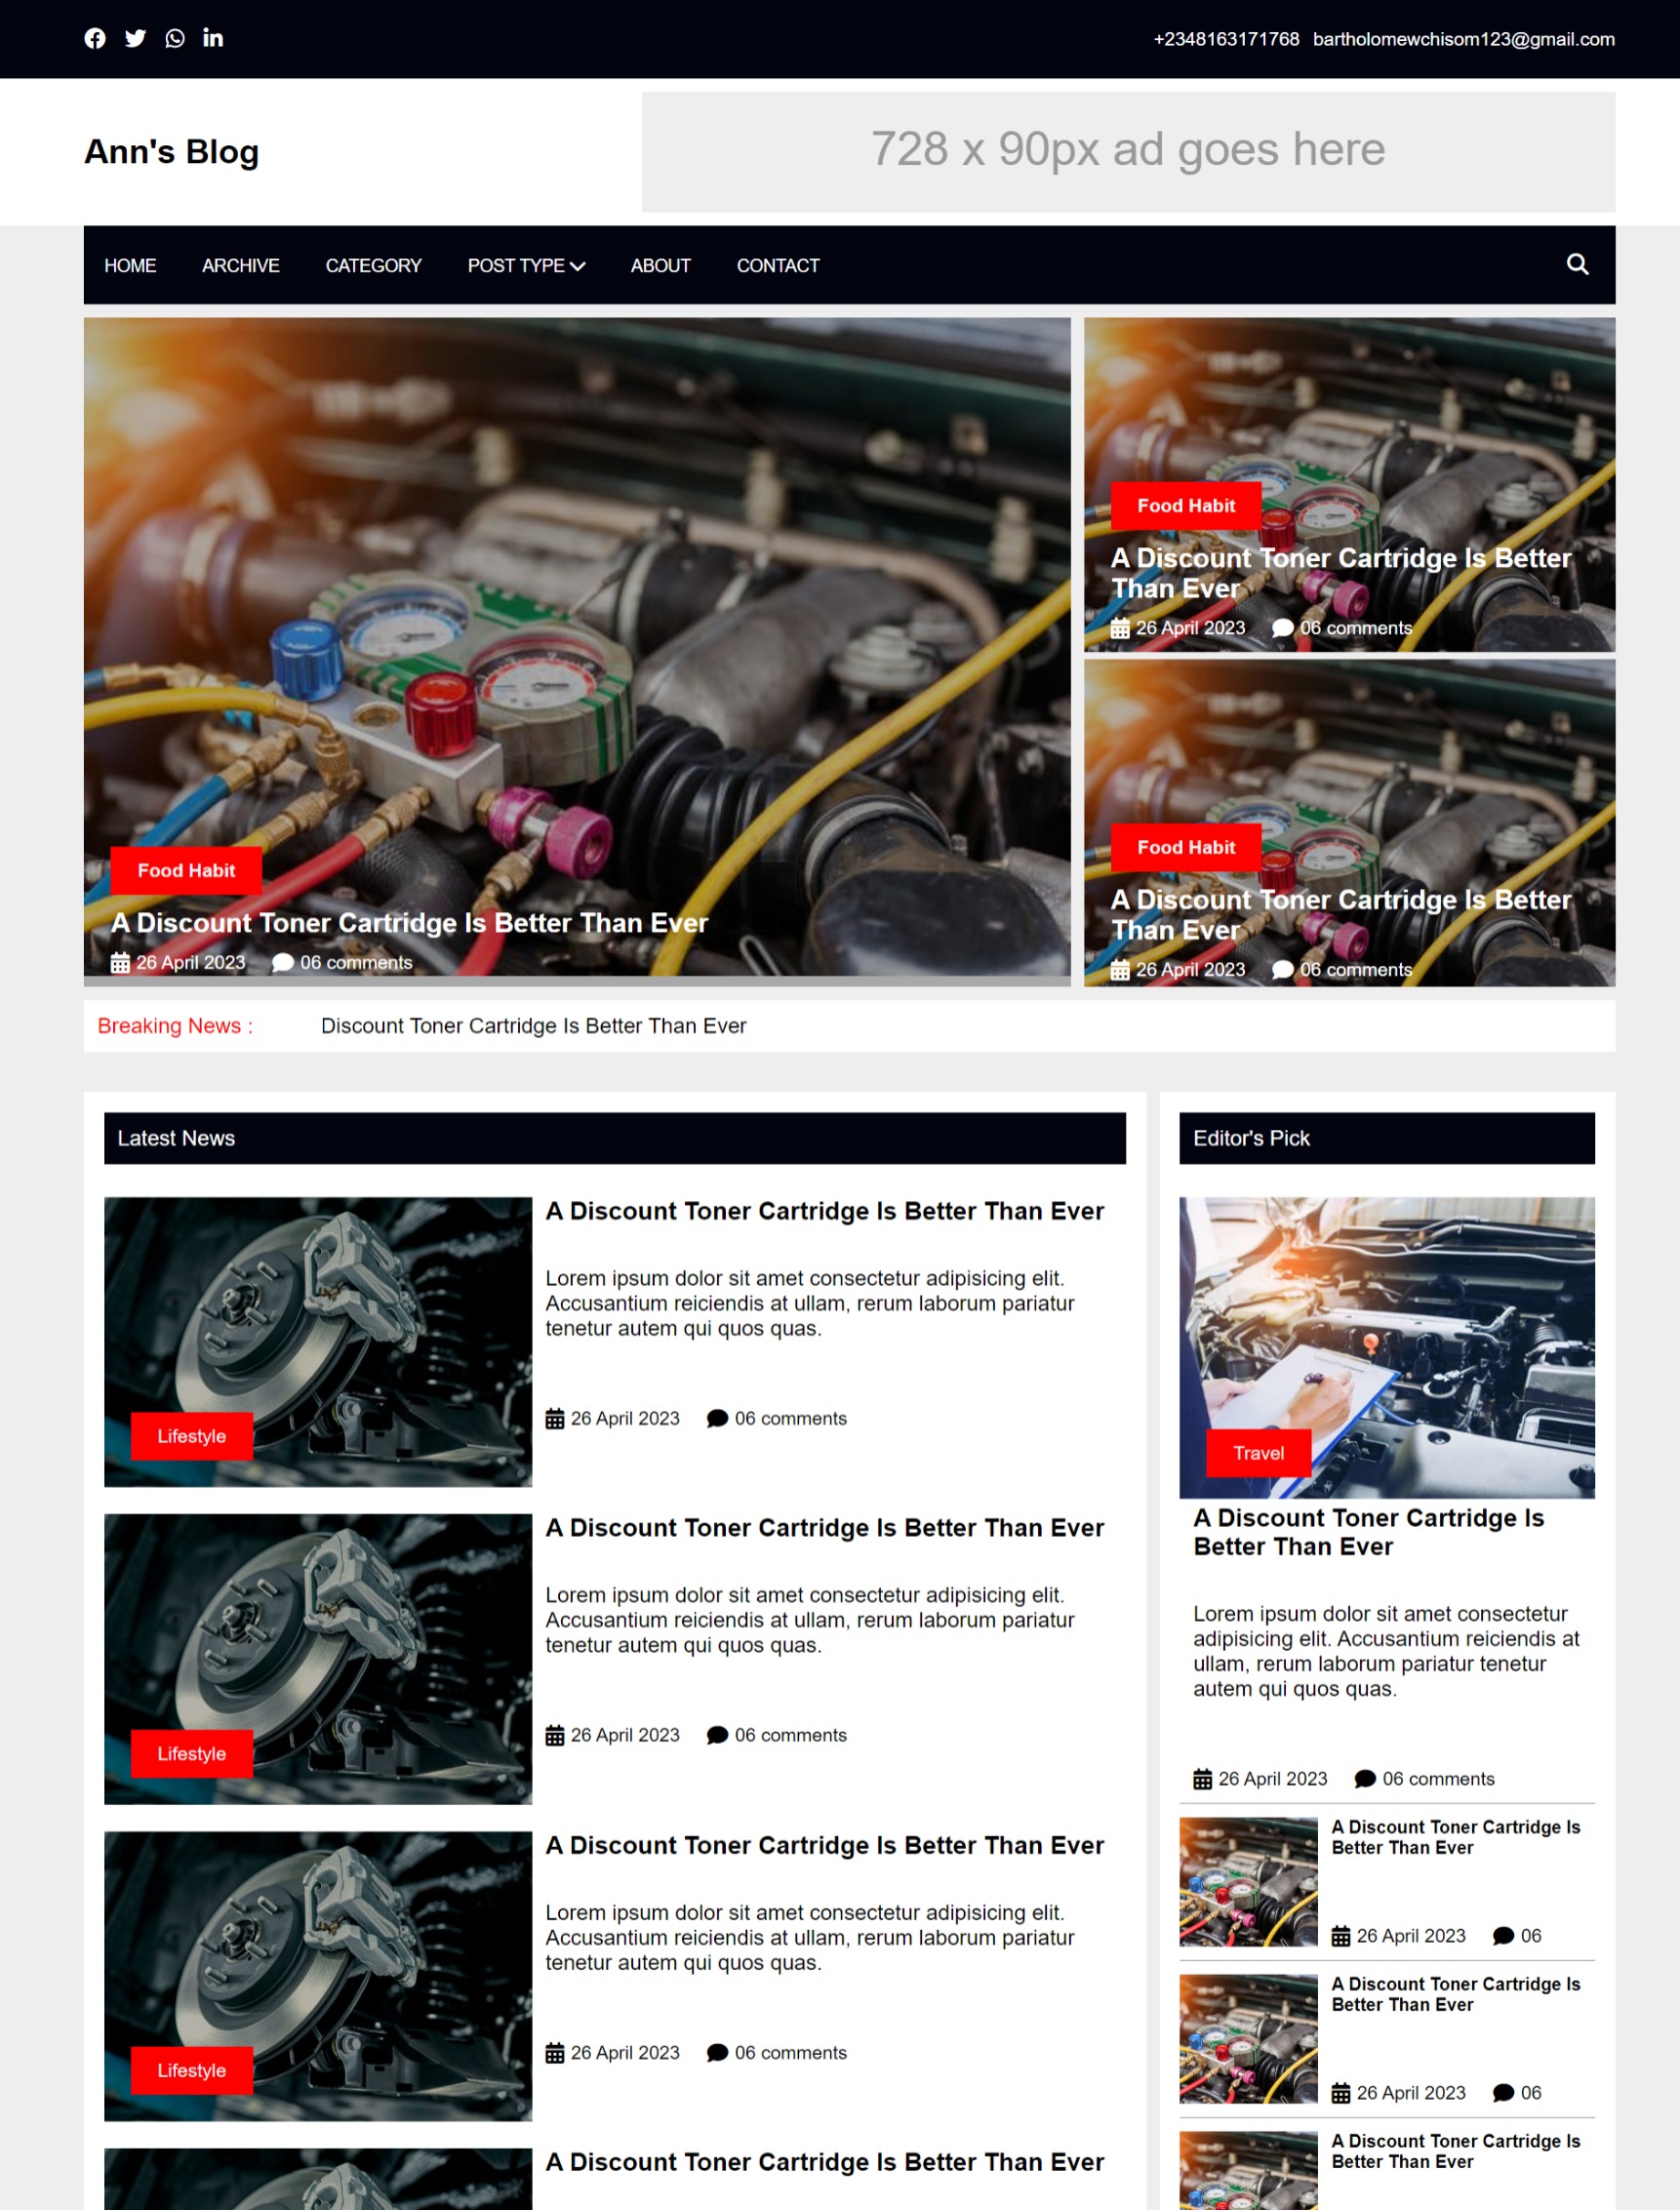 +2348163171768 bartholomewchisom123@gmail.com
Ann's Blog
728 x 90px ad goes here
HOME ARCHIVE CATEGORY POST TYPE ABOUT CONTACT
Food Habit
A Discount Toner Cartridge Is Better Than Ever
26 April 2023 06 comments
Food Habit
A Discount Toner Cartridge Is Better
Than Ever
26 April 2023 06 comments
Food Habit
A Discount Toner Cartridge Is Better
Than Ever
26 April 2023 06 comments
Breaking News : Discount Toner Cartridge Is Better Than Ever
Latest News
Lifestyle
A Discount Toner Cartridge Is Better Than Ever
Lorem ipsum dolor sit amet consectetur adipisicing elit.
Accusantium reiciendis at ullam, rerum laborum pariatur
tenetur autem qui quos quas.
26 April 2023 06 comments
Lifestyle
A Discount Toner Cartridge Is Better Than Ever
Lorem ipsum dolor sit amet consectetur adipisicing elit.
Accusantium reiciendis at ullam, rerum laborum pariatur
tenetur autem qui quos quas.
26 April 2023 06 comments
Lifestyle
A Discount Toner Cartridge Is Better Than Ever
Lorem ipsum dolor sit amet consectetur adipisicing elit.
Accusantium reiciendis at ullam, rerum laborum pariatur
tenetur autem qui quos quas.
26 April 2023 06 comments
A Discount Toner Cartridge Is Better Than Ever
Editor's Pick
Travel
A Discount Toner Cartridge Is
Better Than Ever
Lorem ipsum dolor sit amet consectetur
adipisicing elit. Accusantium reiciendis at
ullam, rerum laborum pariatur tenetur
autem qui quos quas.
26 April 2023 06 comments
A Discount Toner Cartridge Is
Better Than Ever
26 April 2023 06
A Discount Toner Cartridge Is
Better Than Ever
26 April 2023 06
A Discount Toner Cartridge Is
Better Than Ever